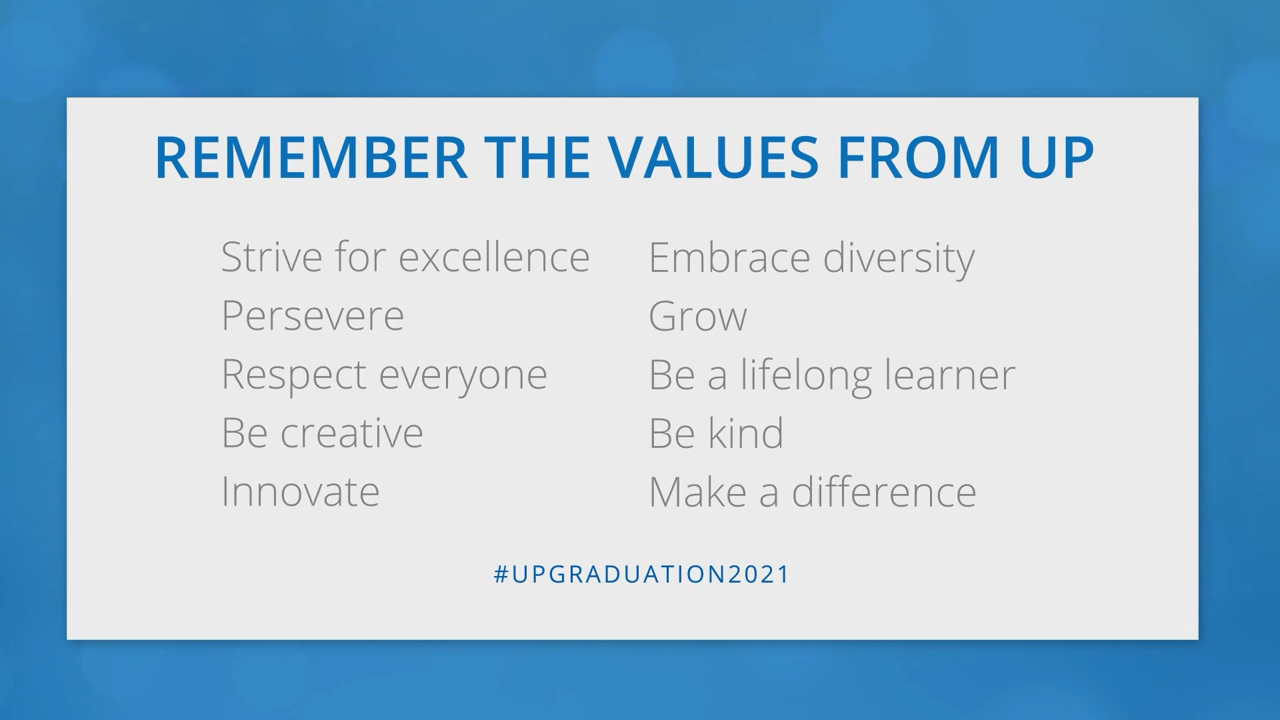 REMEMBER THE VALUES FROM UP
Strive for excellence
Persevere
Respect everyone
Be creative
Innovate
Embrace diversity
Grow
Be a lifelong learner
Be kind
Make a difference
#UPGRADUATION2021